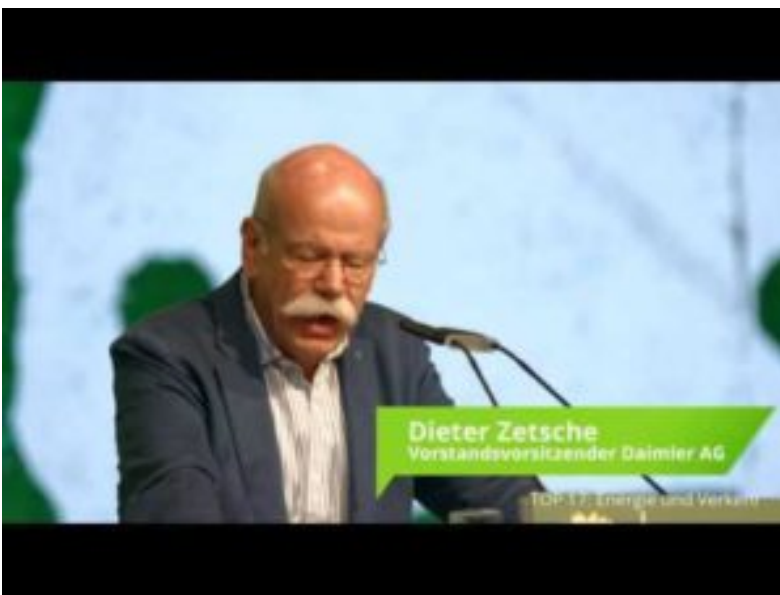 Dieter Zetsche
Vorstandsvorsitzender Daimler AG
TOP 17: Energie und Verkehr